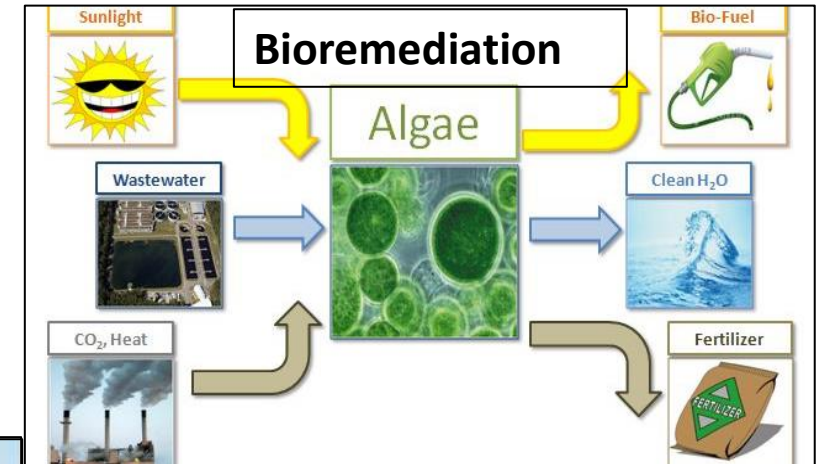 Sunlight
Bioremediation
Bio-Fuel
Algae
Wastewater
Clean H₂O
CO₂, Heat
Fertilizer
FERTILIZER